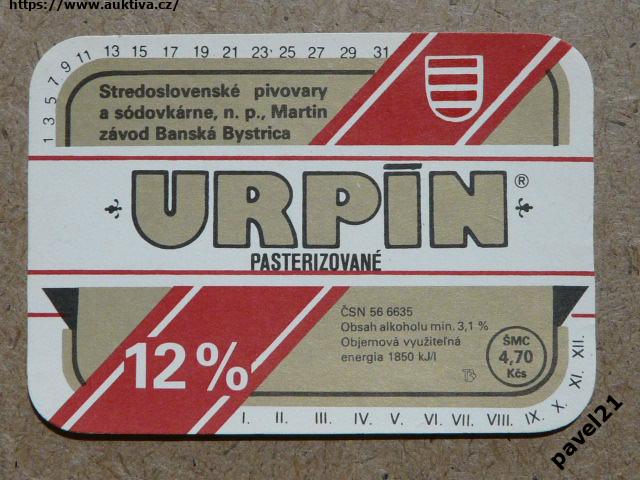 https://www.auktiva.cz/
1 3 5 7 9 11 13 15 17 19 21 23 25 27 29 31
Stredoslovenské pivovary
a sódovkárne, n. p., Martin
závod Banská Bystrica
URPÍN®
PASTERIZOVANÉ
12%
ČSN 56 6635
Obsah alkoholu min. 3,1 %
Objemová využiteľná
energia 1850 kJ/l
ŠMC
4,70
Kčs
I. II. III. IV. V. VI. VII. VIII. IX. X. XI. XII.
pavel21